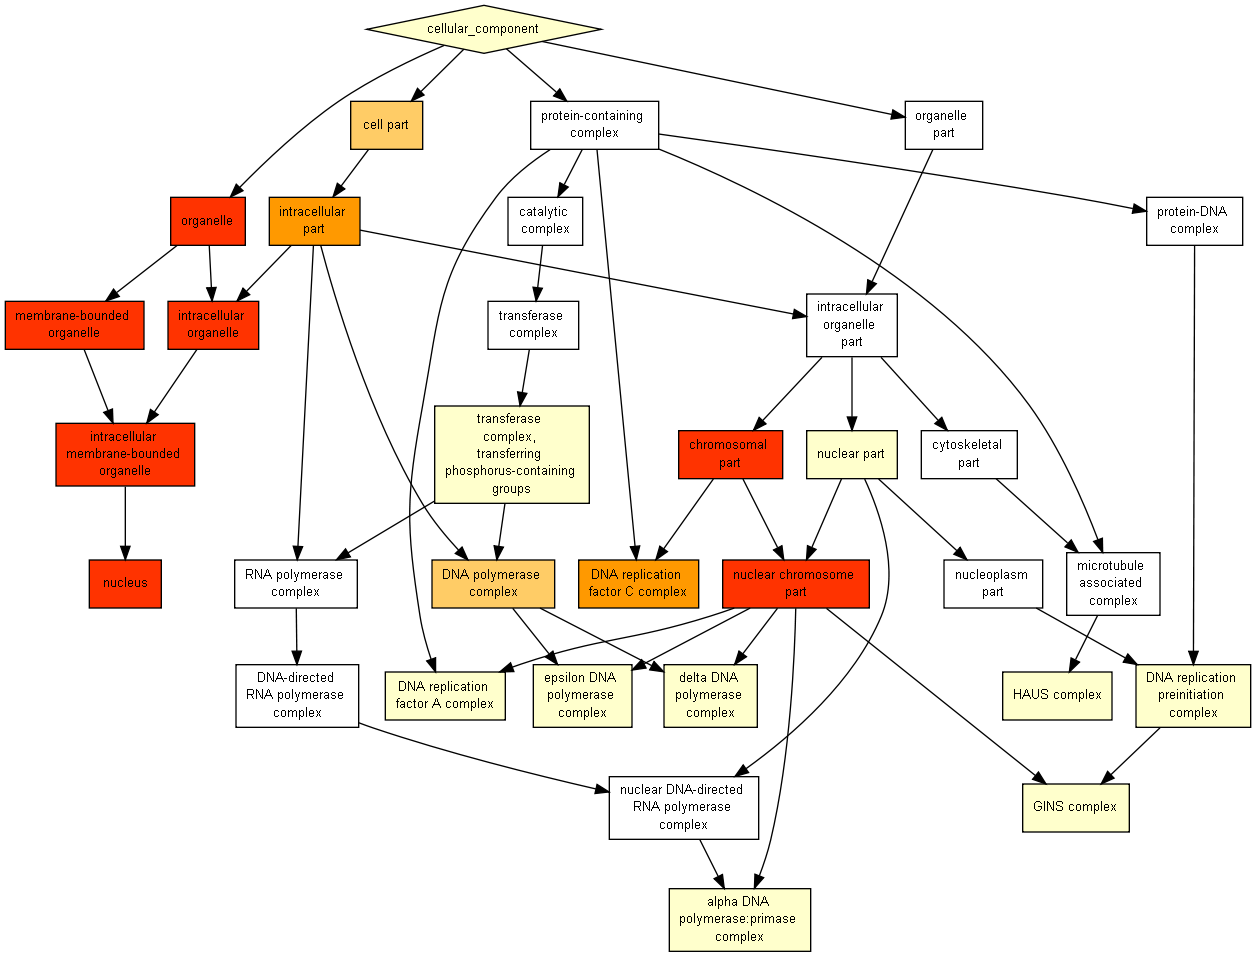 cellular_component
cell part
protein-containing
complex
organelle
part
organelle
intracellular
part
catalytic
complex
protein-DNA
complex
membrane-bounded
organelle
intracellular
organelle
transferase
complex
intracellular
organelle
part
intracellular
membrane-bounded
organelle
transferase
complex,
transferring
phosphorus-containing
groups
chromosomal
part
nuclear part
cytoskeletal
part
nucleus
RNA polymerase
complex
DNA polymerase
complex
DNA replication
factor C complex
nuclear chromosome
part
nucleoplasm
part
microtubule
associated
complex
DNA-directed
RNA polymerase
complex
DNA replication
factor A complex
epsilon DNA
polymerase
complex
delta DNA
polymerase
complex
HAUS complex
DNA replication
preinitiation
complex
nuclear DNA-directed
RNA polymerase
complex
GINS complex
alpha DNA
polymerase:primase
complex